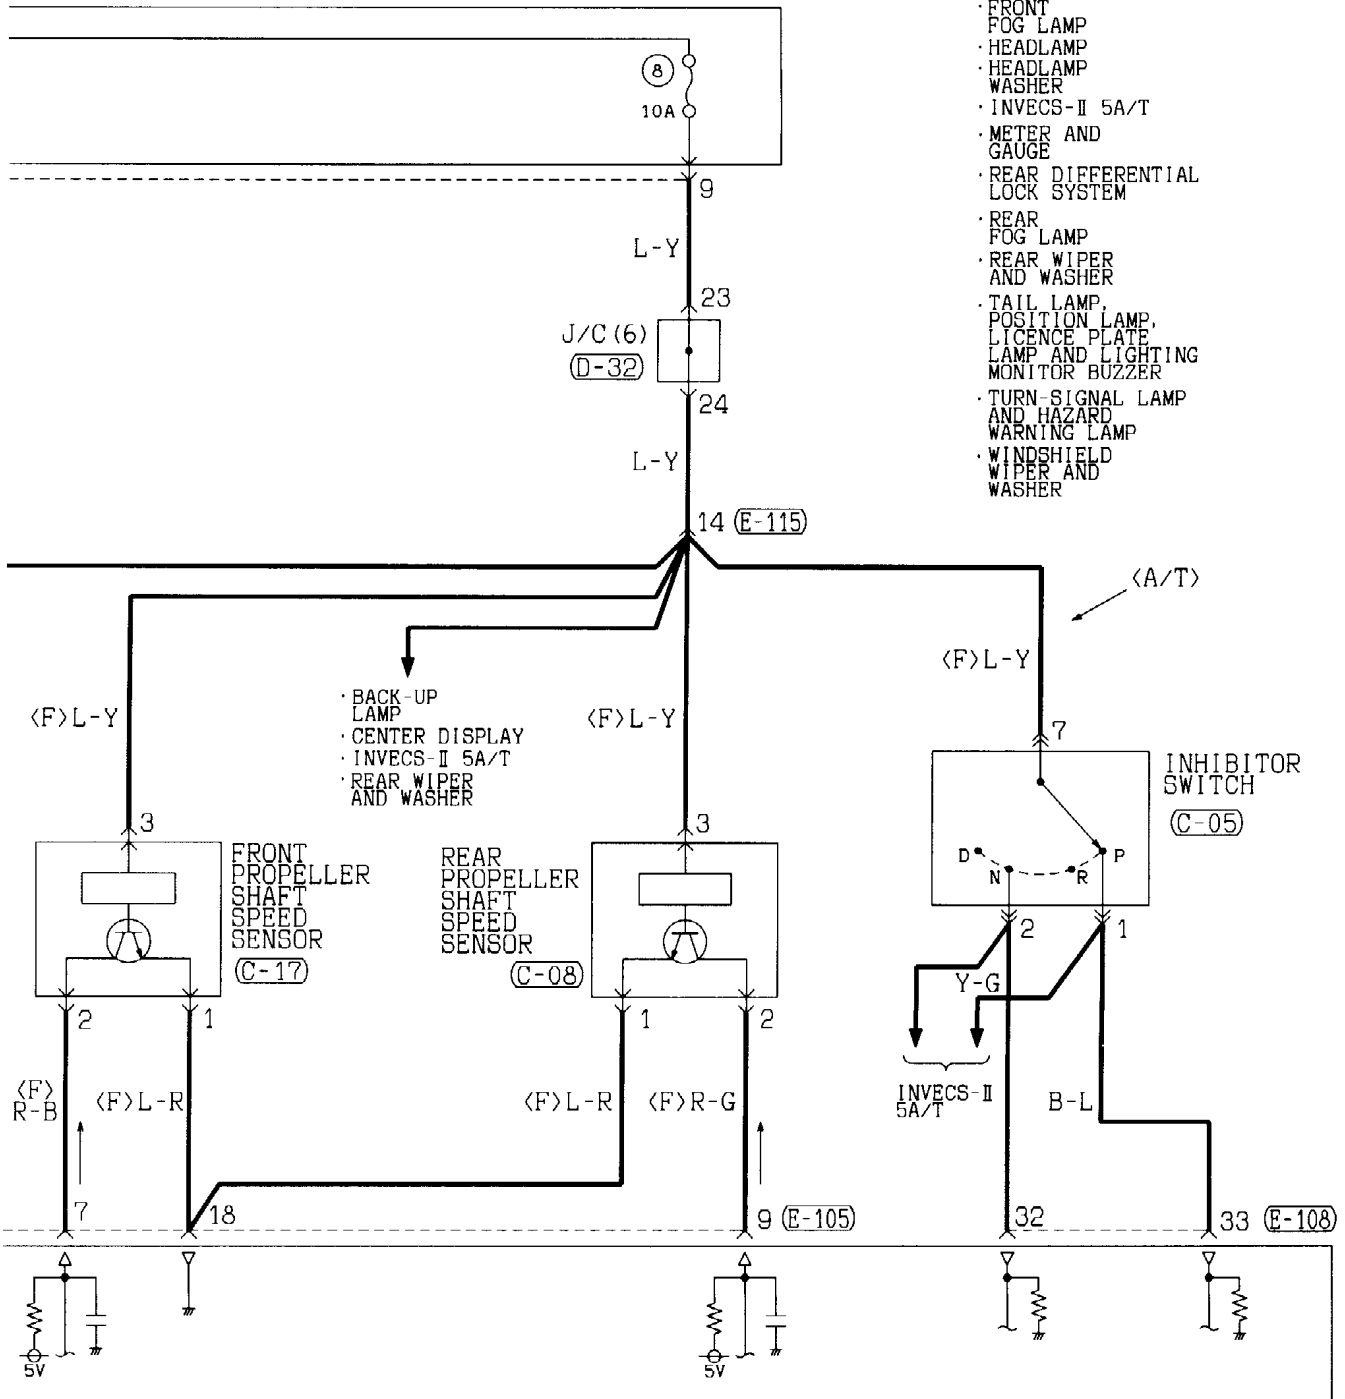 · FRONT
FOG LAMP
· HEADLAMP
· HEADLAMP
WASHER
· INVECS-Ⅱ 5A/T
· METER AND
GAUGE
· REAR DIFFERENTIAL
LOCK SYSTEM
· REAR
FOG LAMP
· REAR WIPER
AND WASHER
· TAIL LAMP,
POSITION LAMP,
LICENCE PLATE
LAMP AND LIGHTING
MONITOR BUZZER
· TURN-SIGNAL LAMP
AND HAZARD
WARNING LAMP
· WINDSHIELD
WIPER AND
WASHER
8
10A
9
L-Y
23
J/C (6)
D-32
24
L-Y
14 E-115
〈A/T〉
〈F〉L-Y
〈F〉L-Y
〈F〉L-Y
· BACK-UP
LAMP
· CENTER DISPLAY
· INVECS-Ⅱ 5A/T
· REAR WIPER
AND WASHER
7
INHIBITOR
SWITCH
C-05
D
N
R
P
3
FRONT
PROPELLER
SHAFT
SPEED
SENSOR
C-17
3
REAR
PROPELLER
SHAFT
SPEED
SENSOR
C-08
2
1
Y-G
INVECS-Ⅱ
5A/T
B-L
2
1
1
2
〈F〉
R-B
〈F〉L-R
〈F〉L-R
〈F〉R-G
7
18
9 E-105
32
33 E-108
5V
5V